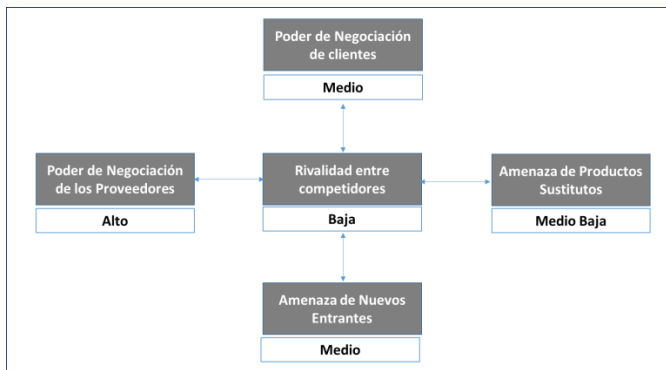 Poder de Negociación
de clientes
Medio
Poder de Negociación
de los Proveedores
Alto
Rivalidad entre
competidores
Baja
Amenaza de Productos
Sustitutos
Medio Baja
Amenaza de Nuevos
Entrantes
Medio